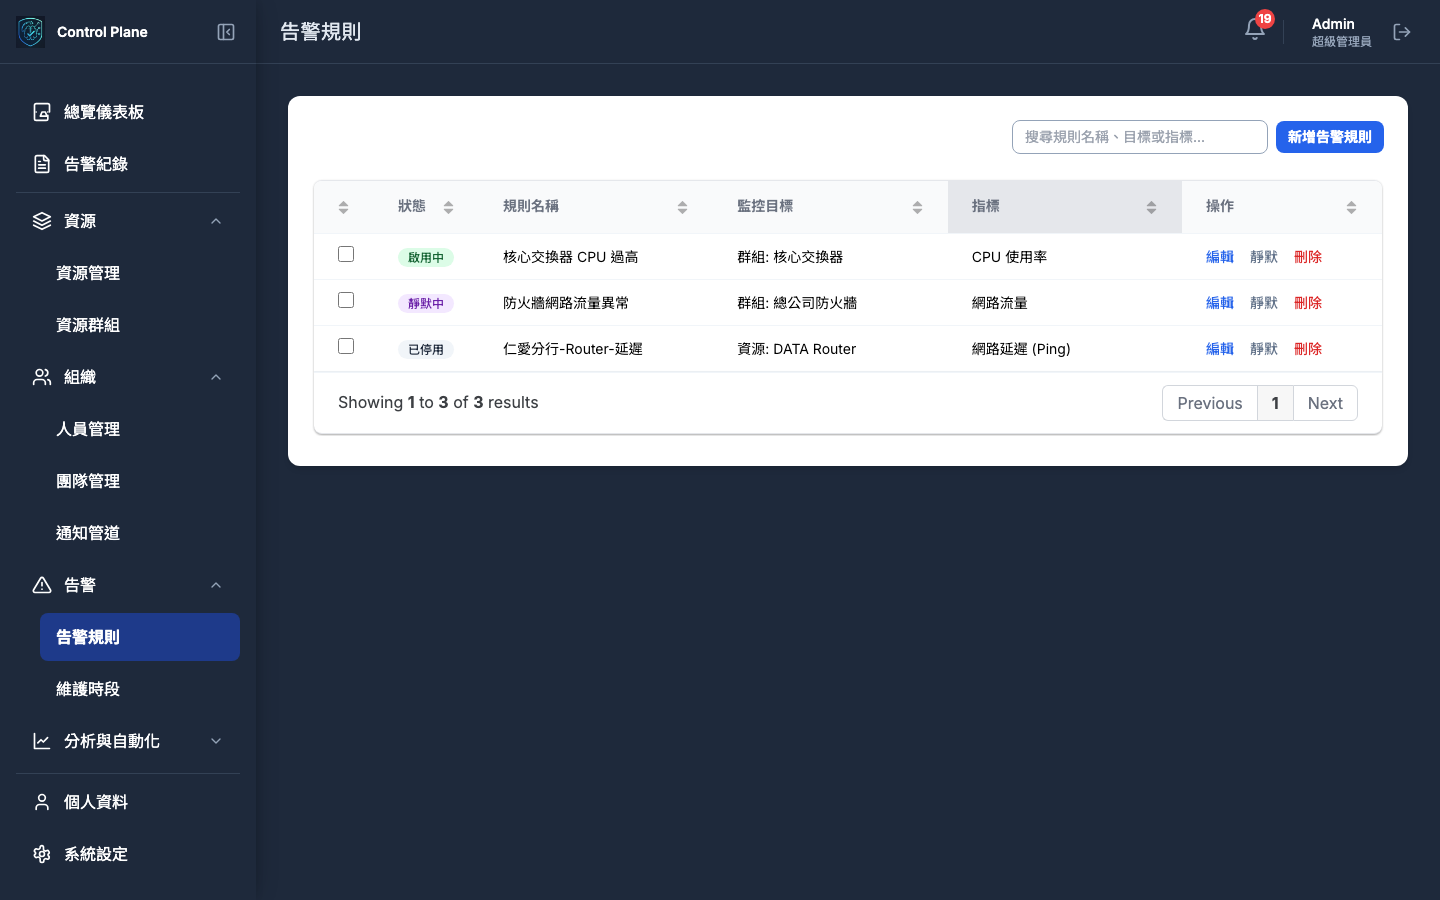 Control Plane
告警規則
19
Admin
超級管理員
總覽儀表板
告警紀錄
資源
資源管理
資源群組
組織
人員管理
團隊管理
通知管道
告警
告警規則
維護時段
分析與自動化
個人資料
系統設定
搜尋規則名稱、目標或指標...
新增告警規則
狀態 規則名稱 監控目標 指標 操作
啟用中 核心交換器 CPU 過高 群組: 核心交換器 CPU 使用率 編輯 靜默 刪除
靜默中 防火牆網路流量異常 群組: 總公司防火牆 網路流量 編輯 靜默 刪除
已停用 仁愛分行-Router-延遲 資源: DATA Router 網路延遲 (Ping) 編輯 靜默 刪除
Showing 1 to 3 of 3 results
Previous 1 Next